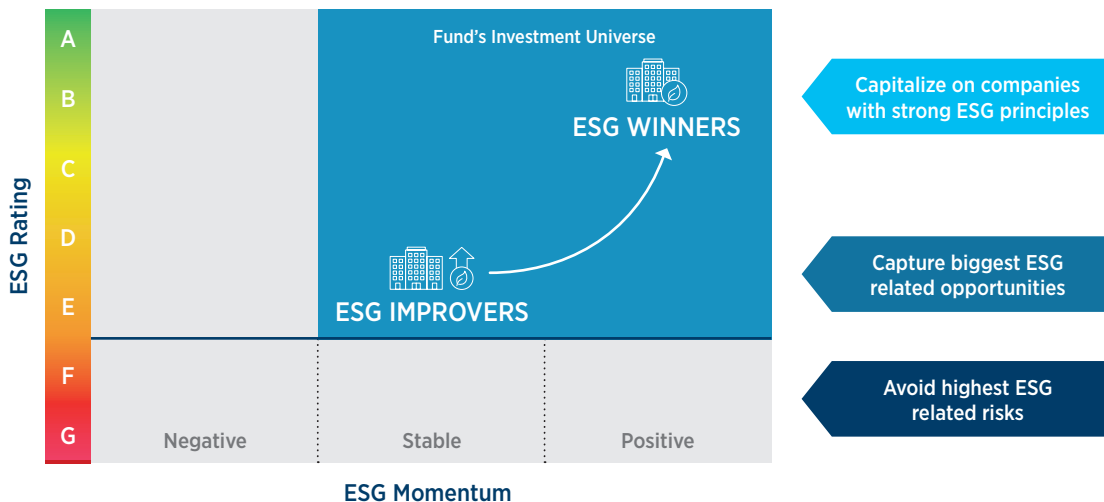 ESG Rating
A
B
C
D
E
F
G
Fund's Investment Universe
ESG WINNERS
ESG IMPROVERS
Negative
Stable
Positive
ESG Momentum
Capitalize on companies
with strong ESG principles
Capture biggest ESG
related opportunities
Avoid highest ESG
related risks